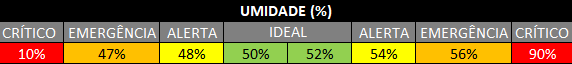 UMIDADE (%)
CRÍTICO EMERGÊNCIA ALERTA IDEAL ALERTA EMERGÊNCIA CRÍTICO
10% 47% 48% 50% 52% 54% 56% 90%